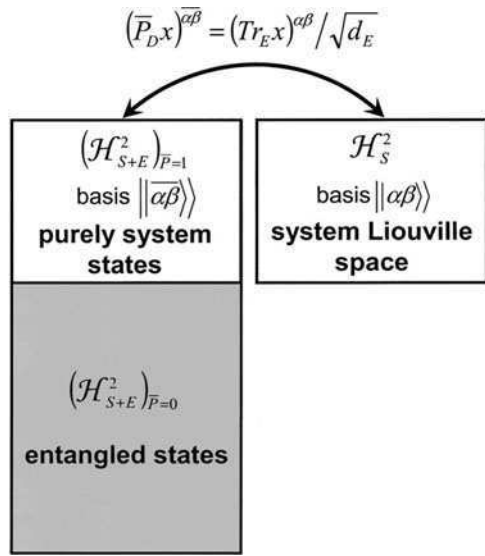 (P̅_D x)^{\overline{αβ}} = (Tr_E x)^{αβ}/√d_E
(ℋ²_{S+E})_{P̅=1}
basis ||\overline{αβ}⟩⟩
purely system
states
ℋ²_S
basis ||αβ⟩⟩
system Liouville
space
(ℋ²_{S+E})_{P̅=0}
entangled states